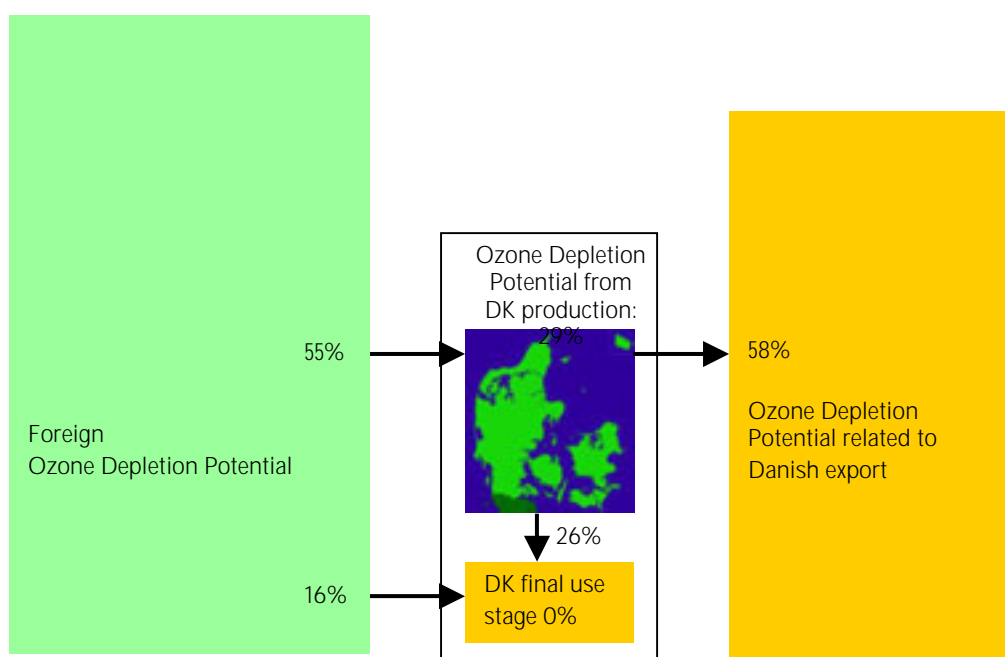 Ozone Depletion
Potential from
DK production:
29%
55%
58%
Foreign
Ozone Depletion Potential
Ozone Depletion
Potential related to
Danish export
26%
16%
DK final use
stage 0%